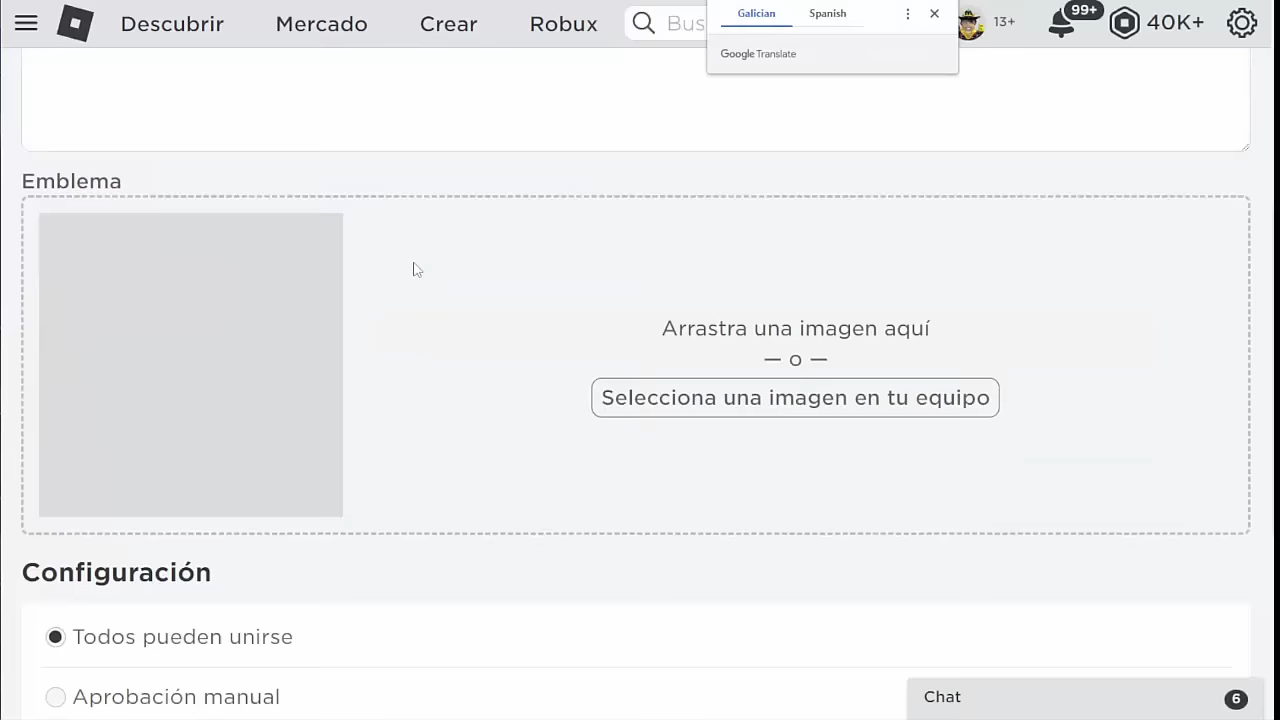 Descubrir Mercado Crear Robux Bus Galician Spanish 13+ 99+ 40K+
Google Translate
Emblema
Arrastra una imagen aquí
— o —
Selecciona una imagen en tu equipo
Configuración
Todos pueden unirse
Aprobación manual
Chat 6